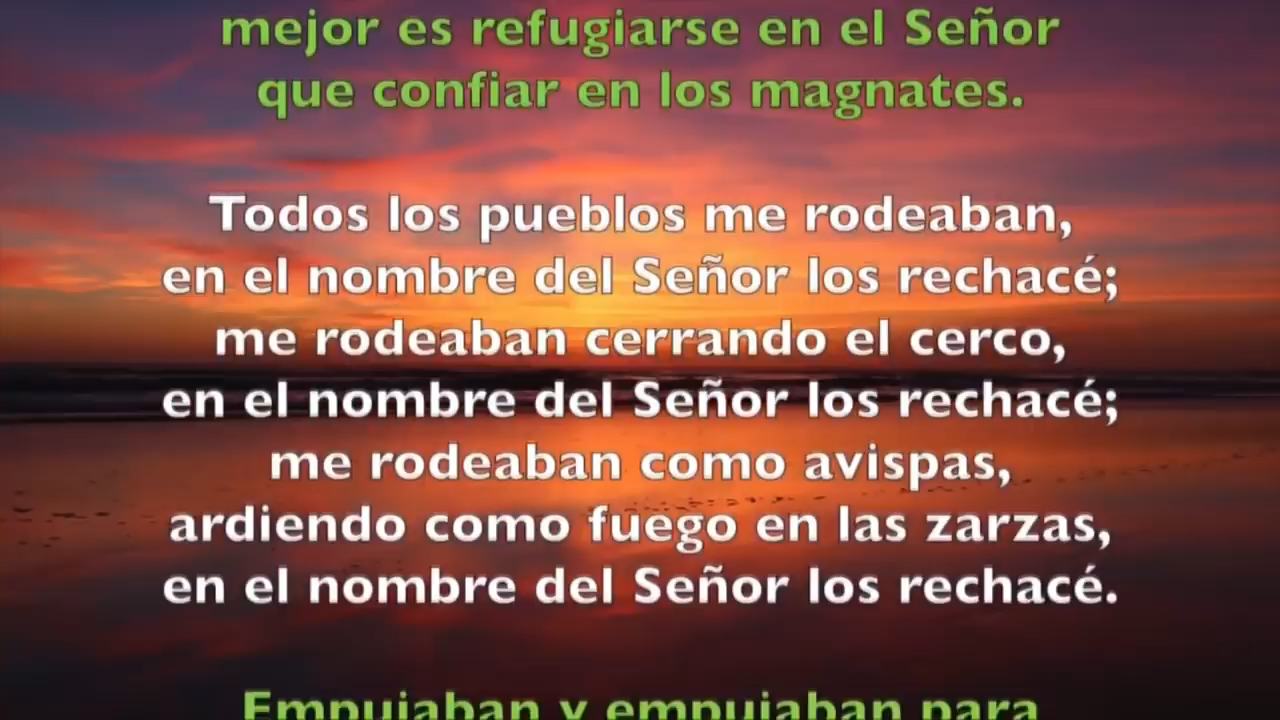 mejor es refugiarse en el Señor
que confiar en los magnates.
Todos los pueblos me rodeaban,
en el nombre del Señor los rechacé;
me rodeaban cerrando el cerco,
en el nombre del Señor los rechacé;
me rodeaban como avispas,
ardiendo como fuego en las zarzas,
en el nombre del Señor los rechacé.
Empujaban y empujaban para